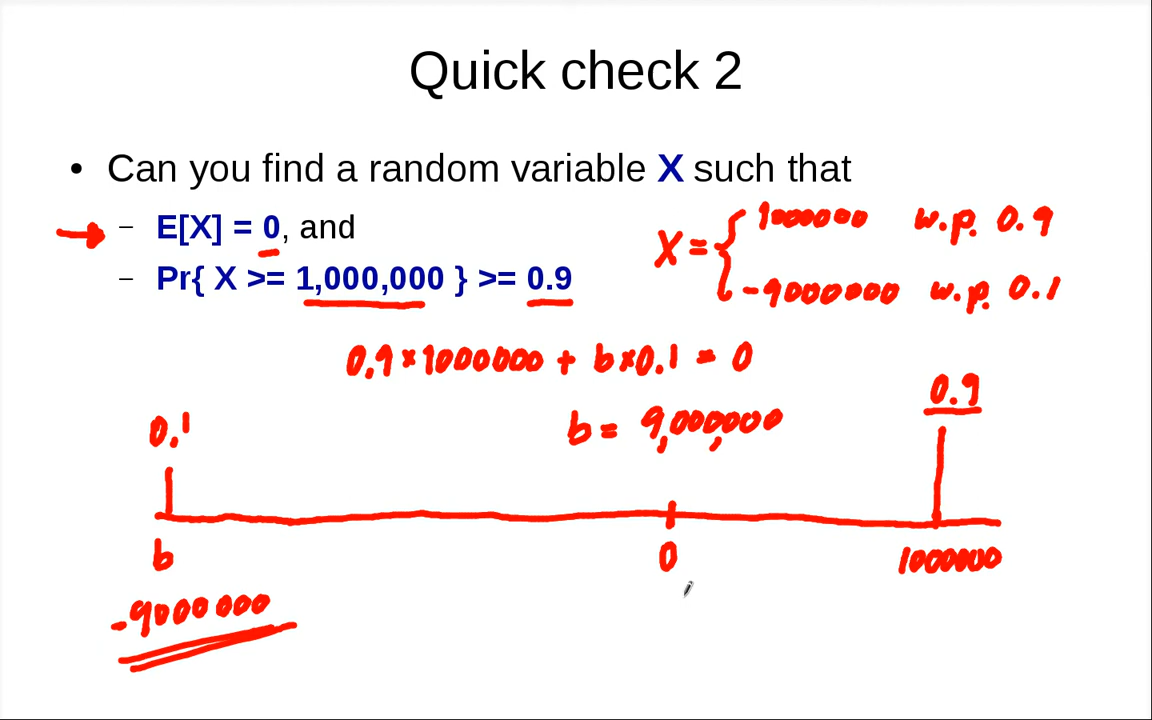 Quick check 2
• Can you find a random variable X such that
– E[X] = 0, and
– Pr{ X >= 1,000,000 } >= 0.9
X = { 1000000 w.p. 0.9
-9000000 w.p. 0.1
0.9 × 1000000 + b × 0.1 = 0
b = 9,000,000
0.9
0.1
b
0
1000000
-9000000